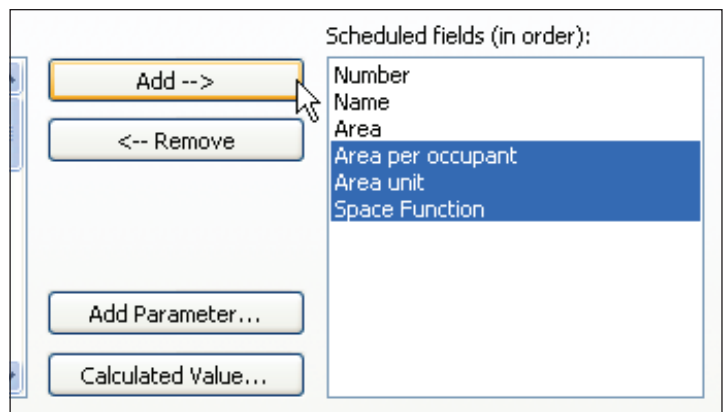 Scheduled fields (in order):
Add -->
<-- Remove
Add Parameter...
Calculated Value...
Number
Name
Area
Area per occupant
Area unit
Space Function